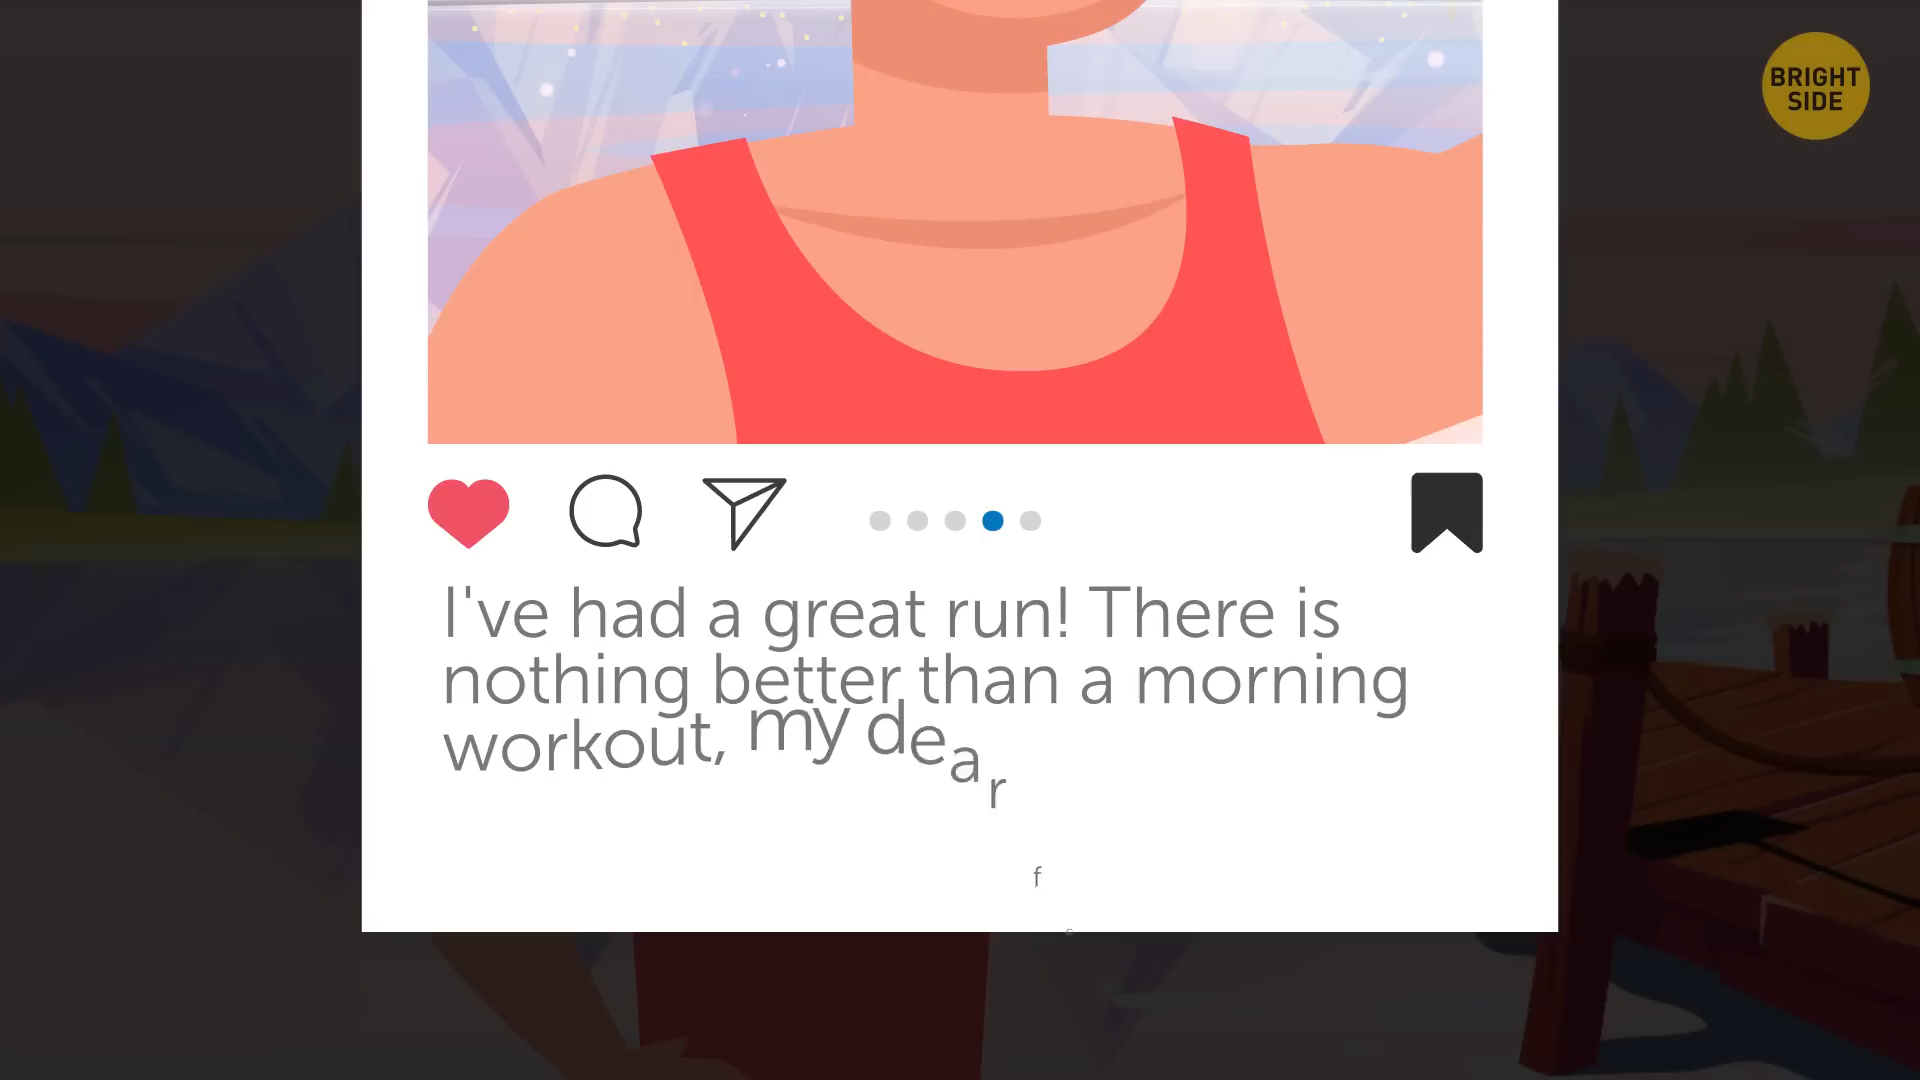 BRIGHT
SIDE
I've had a great run! There is
nothing better than a morning
workout, my dear
f